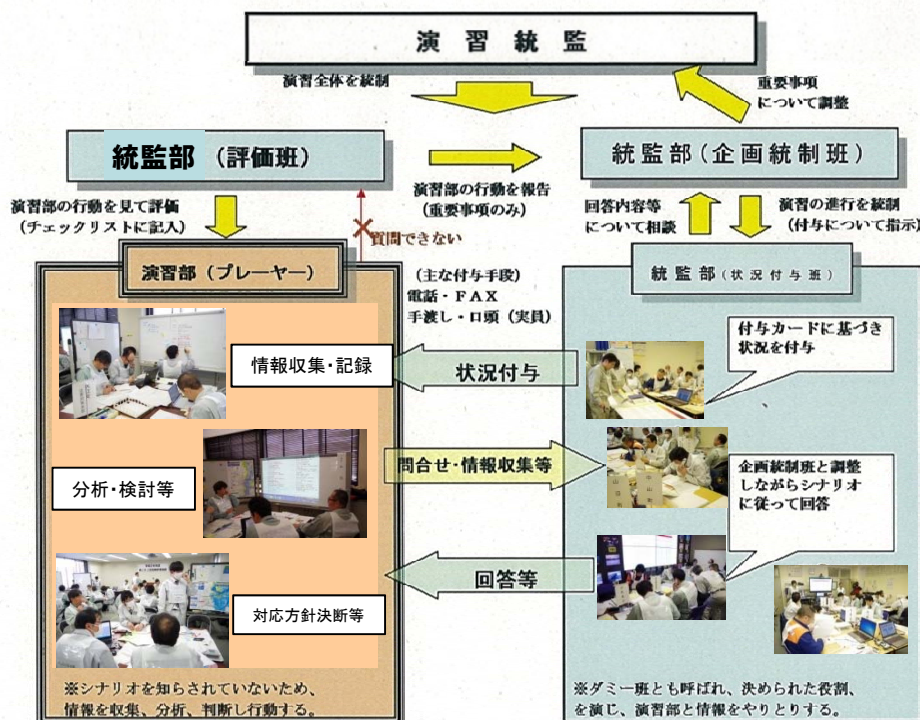 演習統監
演習全体を統制
重要事項
について調整
統監部（評価班）
統監部（企画統制班）
演習部の行動を見て評価
（チェックリストに記入）
質問できない
演習部の行動を報告
（重要事項のみ）
回答内容等
について相談
演習の進行を統制
（付与について指示）
演習部（プレーヤー）
（主な付与手段）
電話・ＦＡＸ
手渡し・口頭（実員）
統監部（状況付与班）
情報収集・記録
状況付与
付与カードに基づき
状況を付与
分析・検討等
問合せ・情報収集等
企画統制班と調整
しながらシナリオ
に従って回答
対応方針決断等
回答等
※シナリオを知らされていないため、
情報を収集、分析、判断し行動する。
※ダミー班とも呼ばれ、決められた役割、
を演じ、演習部と情報をやりとりする。